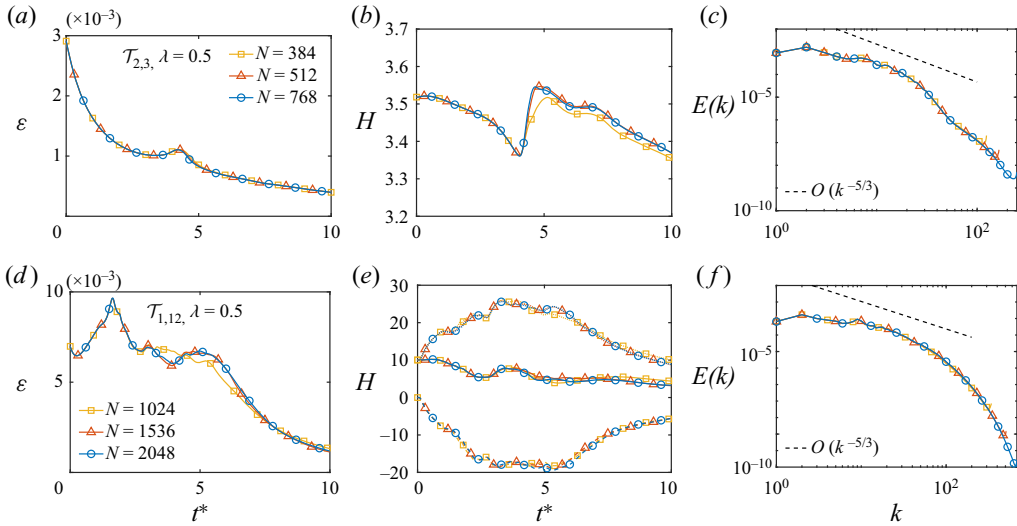 (a) (×10⁻³)
3
2
1
0
5
10
ε
𝒯₂,₃, λ = 0.5
N = 384
N = 512
N = 768
(b)
3.7
3.6
3.5
3.4
3.3
3.2
0
5
10
H
(c)
10⁻⁵
10⁻¹⁰
10⁰
10²
E(k)
O (k⁻⁵/³)
(d) (×10⁻³)
10
5
0
5
10
ε
t*
𝒯₁,₁₂, λ = 0.5
N = 1024
N = 1536
N = 2048
(e)
30
20
10
0
−10
−20
0
5
10
H
t*
(f)
10⁻⁵
10⁻¹⁰
10⁰
10²
E(k)
k
O (k⁻⁵/³)